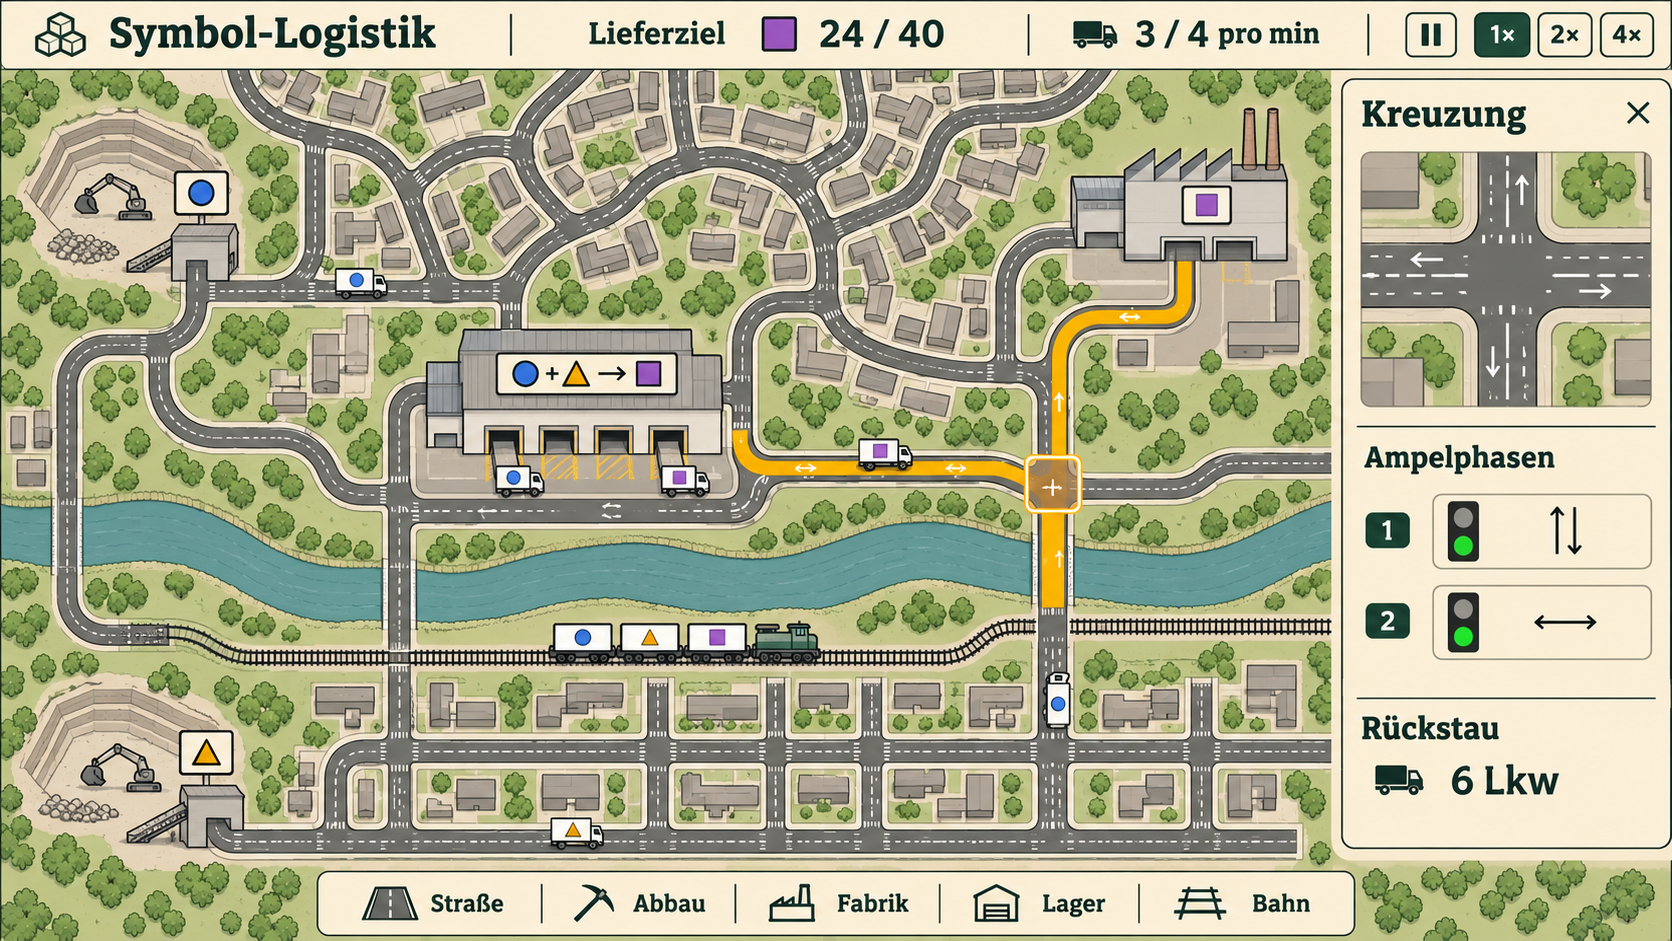 Symbol-Logistik
Lieferziel 24 / 40
3 / 4 pro min
1×
2×
4×
Kreuzung
Ampelphasen
1
2
Rückstau
6 Lkw
Straße
Abbau
Fabrik
Lager
Bahn